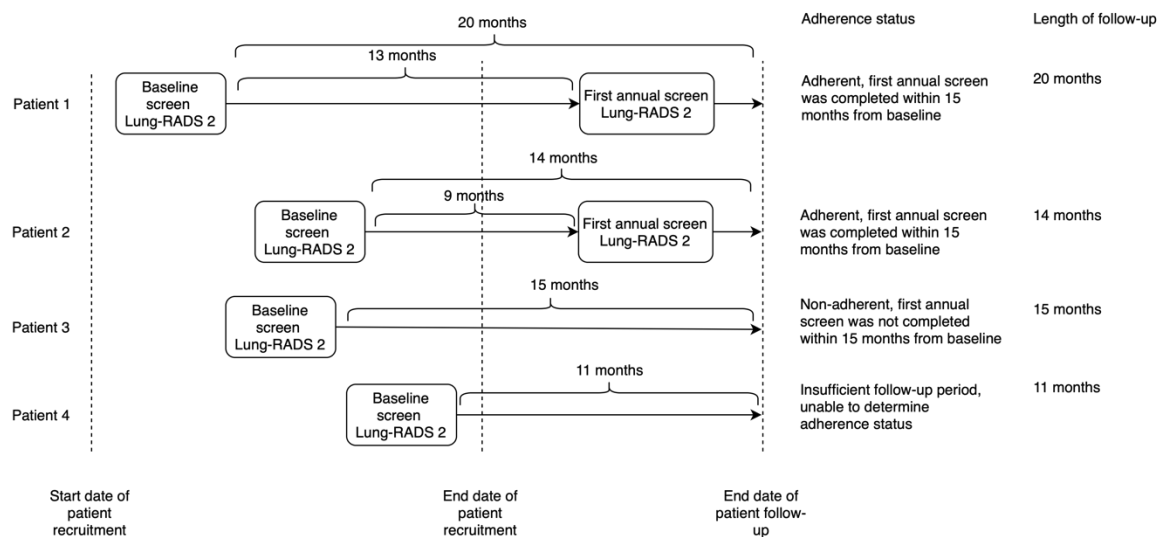 20 months
Adherence status
Length of follow-up
13 months
Patient 1
Baseline
screen
Lung-RADS 2
First annual screen
Lung-RADS 2
Adherent, first annual screen
was completed within 15
months from baseline
20 months
14 months
9 months
Patient 2
Baseline
screen
Lung-RADS 2
First annual screen
Lung-RADS 2
Adherent, first annual screen
was completed within 15
months from baseline
14 months
15 months
Patient 3
Baseline
screen
Lung-RADS 2
Non-adherent, first annual
screen was not completed
within 15 months from baseline
15 months
11 months
Patient 4
Baseline
screen
Lung-RADS 2
Insufficient follow-up period,
unable to determine
adherence status
11 months
Start date of
patient
recruitment
End date of
patient
recruitment
End date of
patient follow-
up